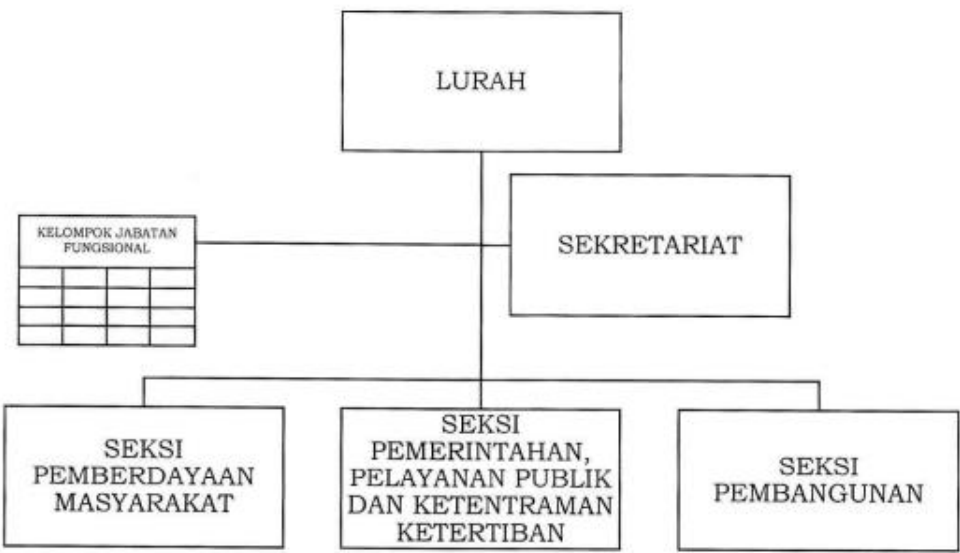 LURAH
KELOMPOK JABATAN
FUNGSIONAL
SEKRETARIAT
SEKSI
PEMBERDAYAAN
MASYARAKAT
SEKSI
PEMERINTAHAN,
PELAYANAN PUBLIK
DAN KETENTRAMAN
KETERTIBAN
SEKSI
PEMBANGUNAN